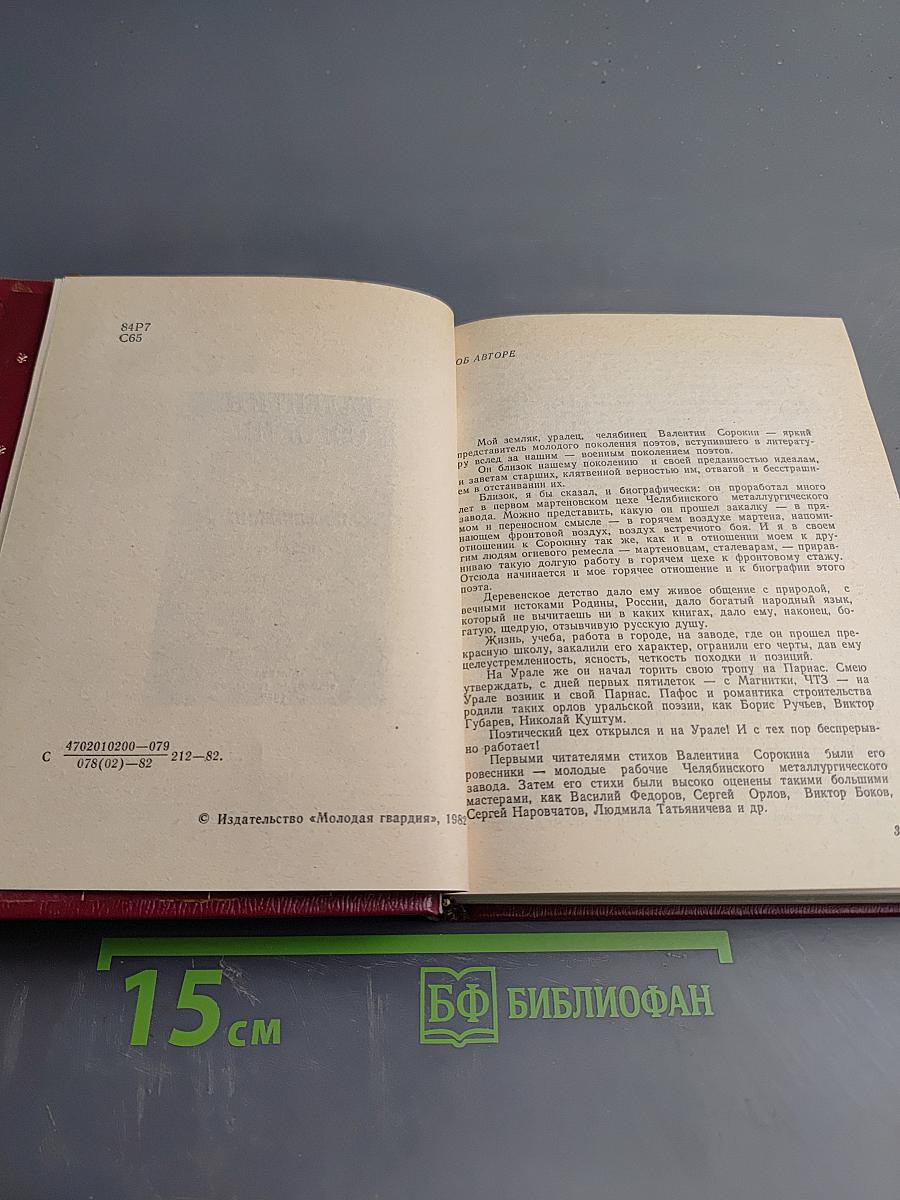 84Р7
С65
С 4702010200—079
078(02)—82 212—82.
© Издательство «Молодая гвардия», 1982
ОБ АВТОРЕ
Мой земляк, уралец, челябинец Валентин Сорокин — яркий
представитель молодого поколения поэтов, вступившего в литерату-
ру вслед за нашим — военным поколением поэтов.
Он близок нашему поколению и своей преданностью идеалам,
и заветам старших, клятвенной верностью им, отвагой и бесстраши-
ем в отстаивании их.
Близок, я бы сказал, и биографически: он проработал много
лет в первом мартеновском цехе Челябинского металлургического
завода. Можно представить, какую он прошел закалку — в пря-
мом и переносном смысле — в горячем воздухе мартена, напоми-
нающем фронтовой воздух, воздух встречного боя. И я в своем
отношении к Сорокину так же, как и в отношении моем к дру-
гим людям огневого ремесла — мартеновцам, сталеварам, — прирав-
ниваю такую долгую работу в горячем цехе к фронтовому стажу.
Отсюда начинается и мое горячее отношение и к биографии этого
поэта.
Деревенское детство дало ему живое общение с природой, с
вечными истоками Родины, России, дало богатый народный язык,
который не вычитаешь ни в каких книгах, дало ему, наконец, бо-
гатую, щедрую, отзывчивую русскую душу.
Жизнь, учеба, работа в городе, на заводе, где он прошел пре-
красную школу, закалили его характер, огранили его черты, дав ему
целеустремленность, ясность, четкость походки и позиций.
На Урале же он начал торить свою тропу на Парнас. Смею
утверждать, с дней первых пятилеток — с Магнитки, ЧТЗ — на
Урале возник и свой Парнас. Пафос и романтика строительства
родили таких орлов уральской поэзии, как Борис Ручьев, Виктор
Губарев, Николай Куштум.
Поэтический цех открылся и на Урале! И с тех пор беспрерыв-
но работает!
Первыми читателями стихов Валентина Сорокина были его
ровесники — молодые рабочие Челябинского металлургического
завода. Затем его стихи были высоко оценены такими большими
мастерами, как Василий Федоров, Сергей Орлов, Виктор Боков,
Сергей Наровчатов, Людмила Татьяничева и др.
3
15 см
БФ БИБЛИОФАН